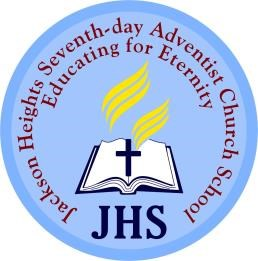 Jackson Heights Seventh-day Adventist Church School
Educating for Eternity
JHS